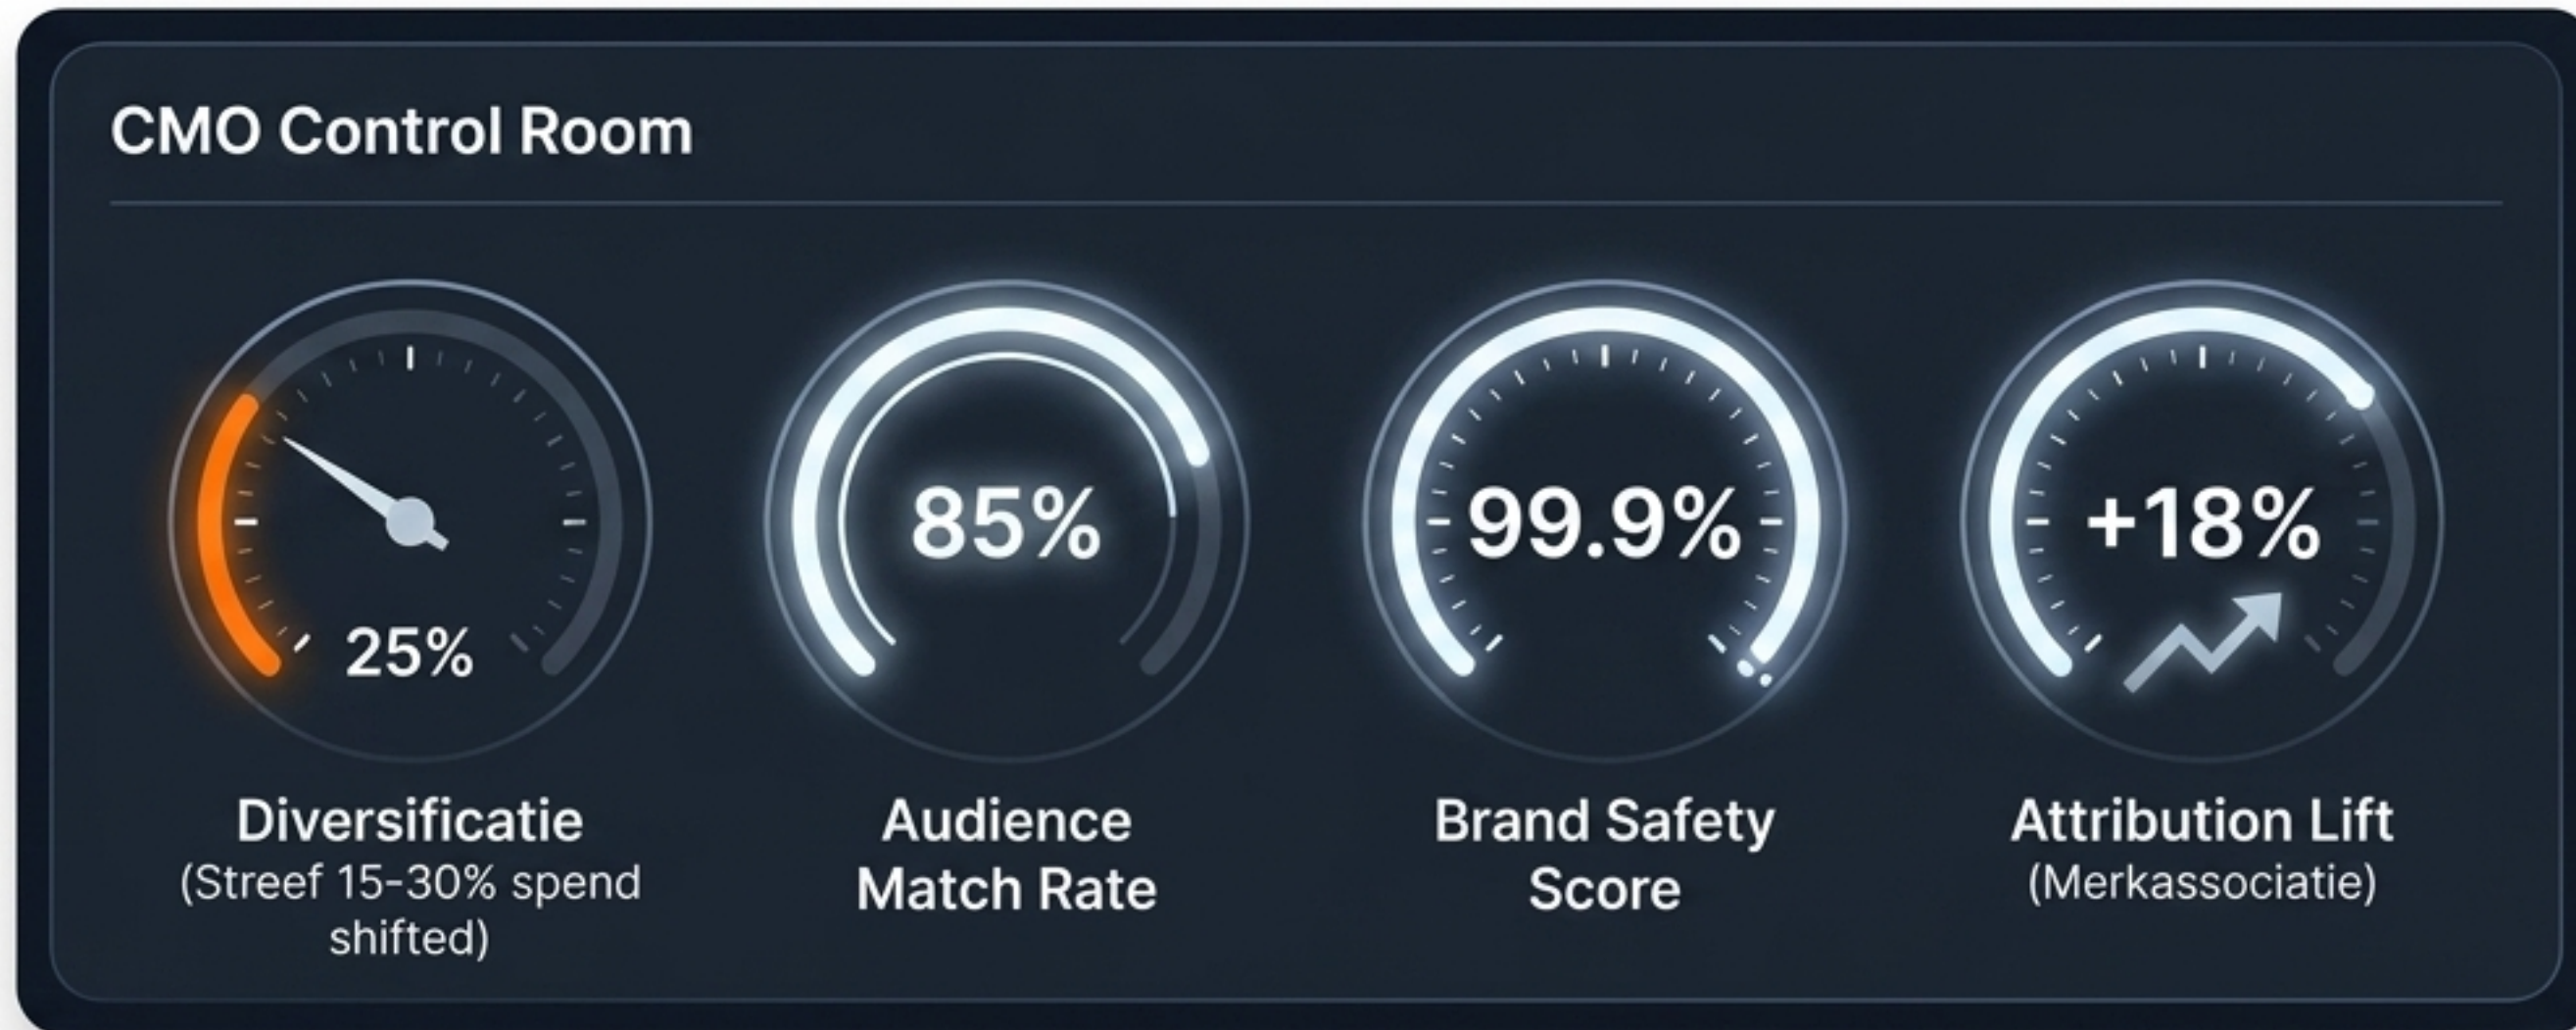 CMO Control Room
25%
85%
99.9%
+18%
Diversificatie
(Streef 15-30% spend
shifted)
Audience
Match Rate
Brand Safety
Score
Attribution Lift
(Merkassociatie)